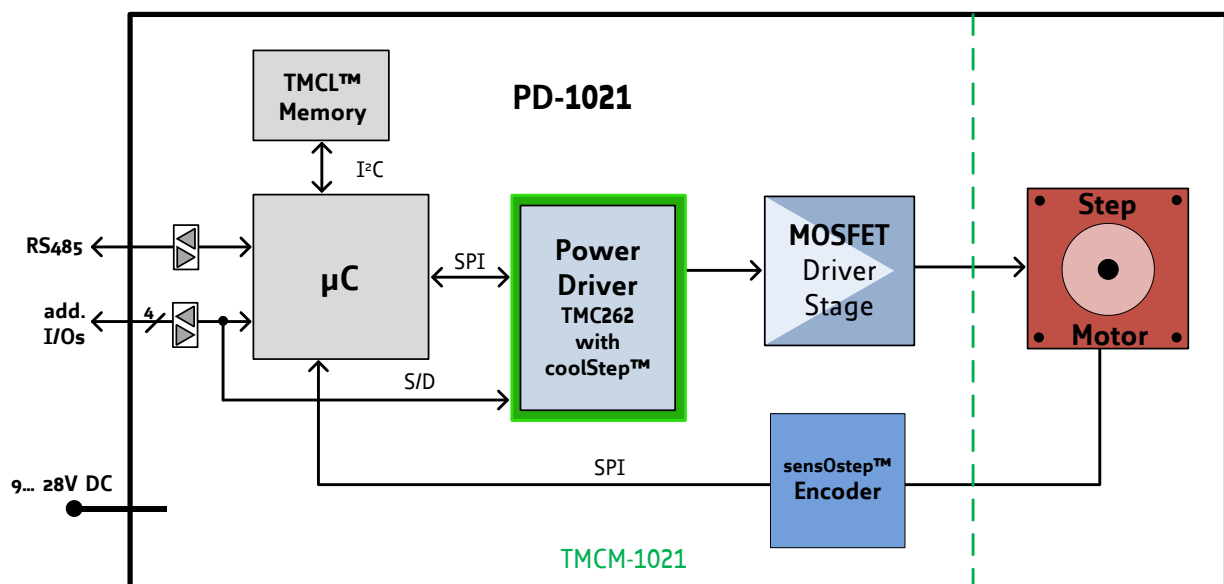 PD-1021
TMCL™
Memory
I²C
RS485
add.
I/Os
4
µC
SPI
S/D
Power
Driver
TMC262
with
coolStep™
MOSFET
Driver
Stage
Step
Motor
SPI
sensOstep™
Encoder
9... 28V DC
TMCM-1021